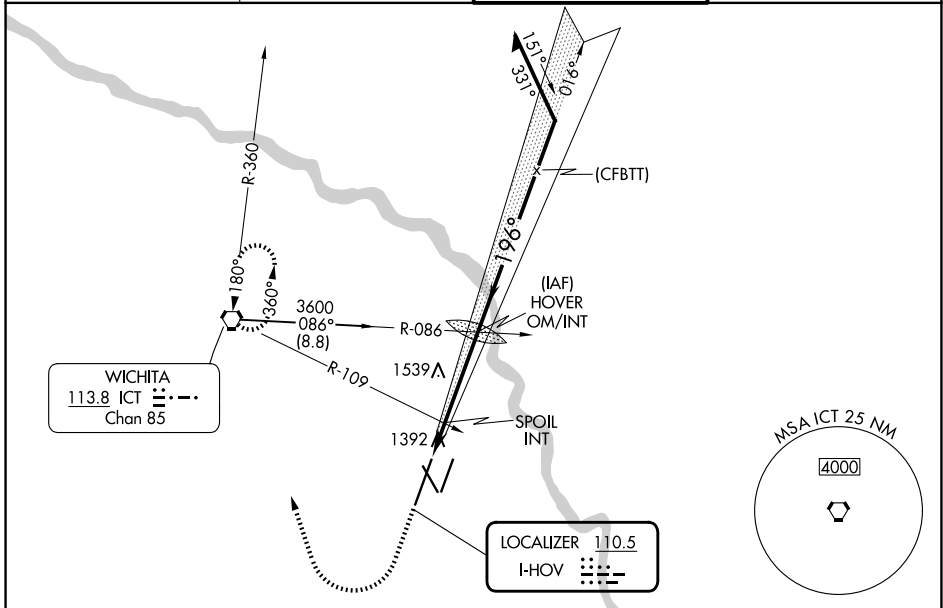 151°
331°
016°
(CFBTT)
R-360
196°
180°
360°
3600
086°
(8.8)
R-086
(IAF)
HOVER
OM/INT
R-109
1539
WICHITA
113.8 ICT
Chan 85
SPOIL
INT
1392
LOCALIZER 110.5
I-HOV
MSA ICT 25 NM
4000